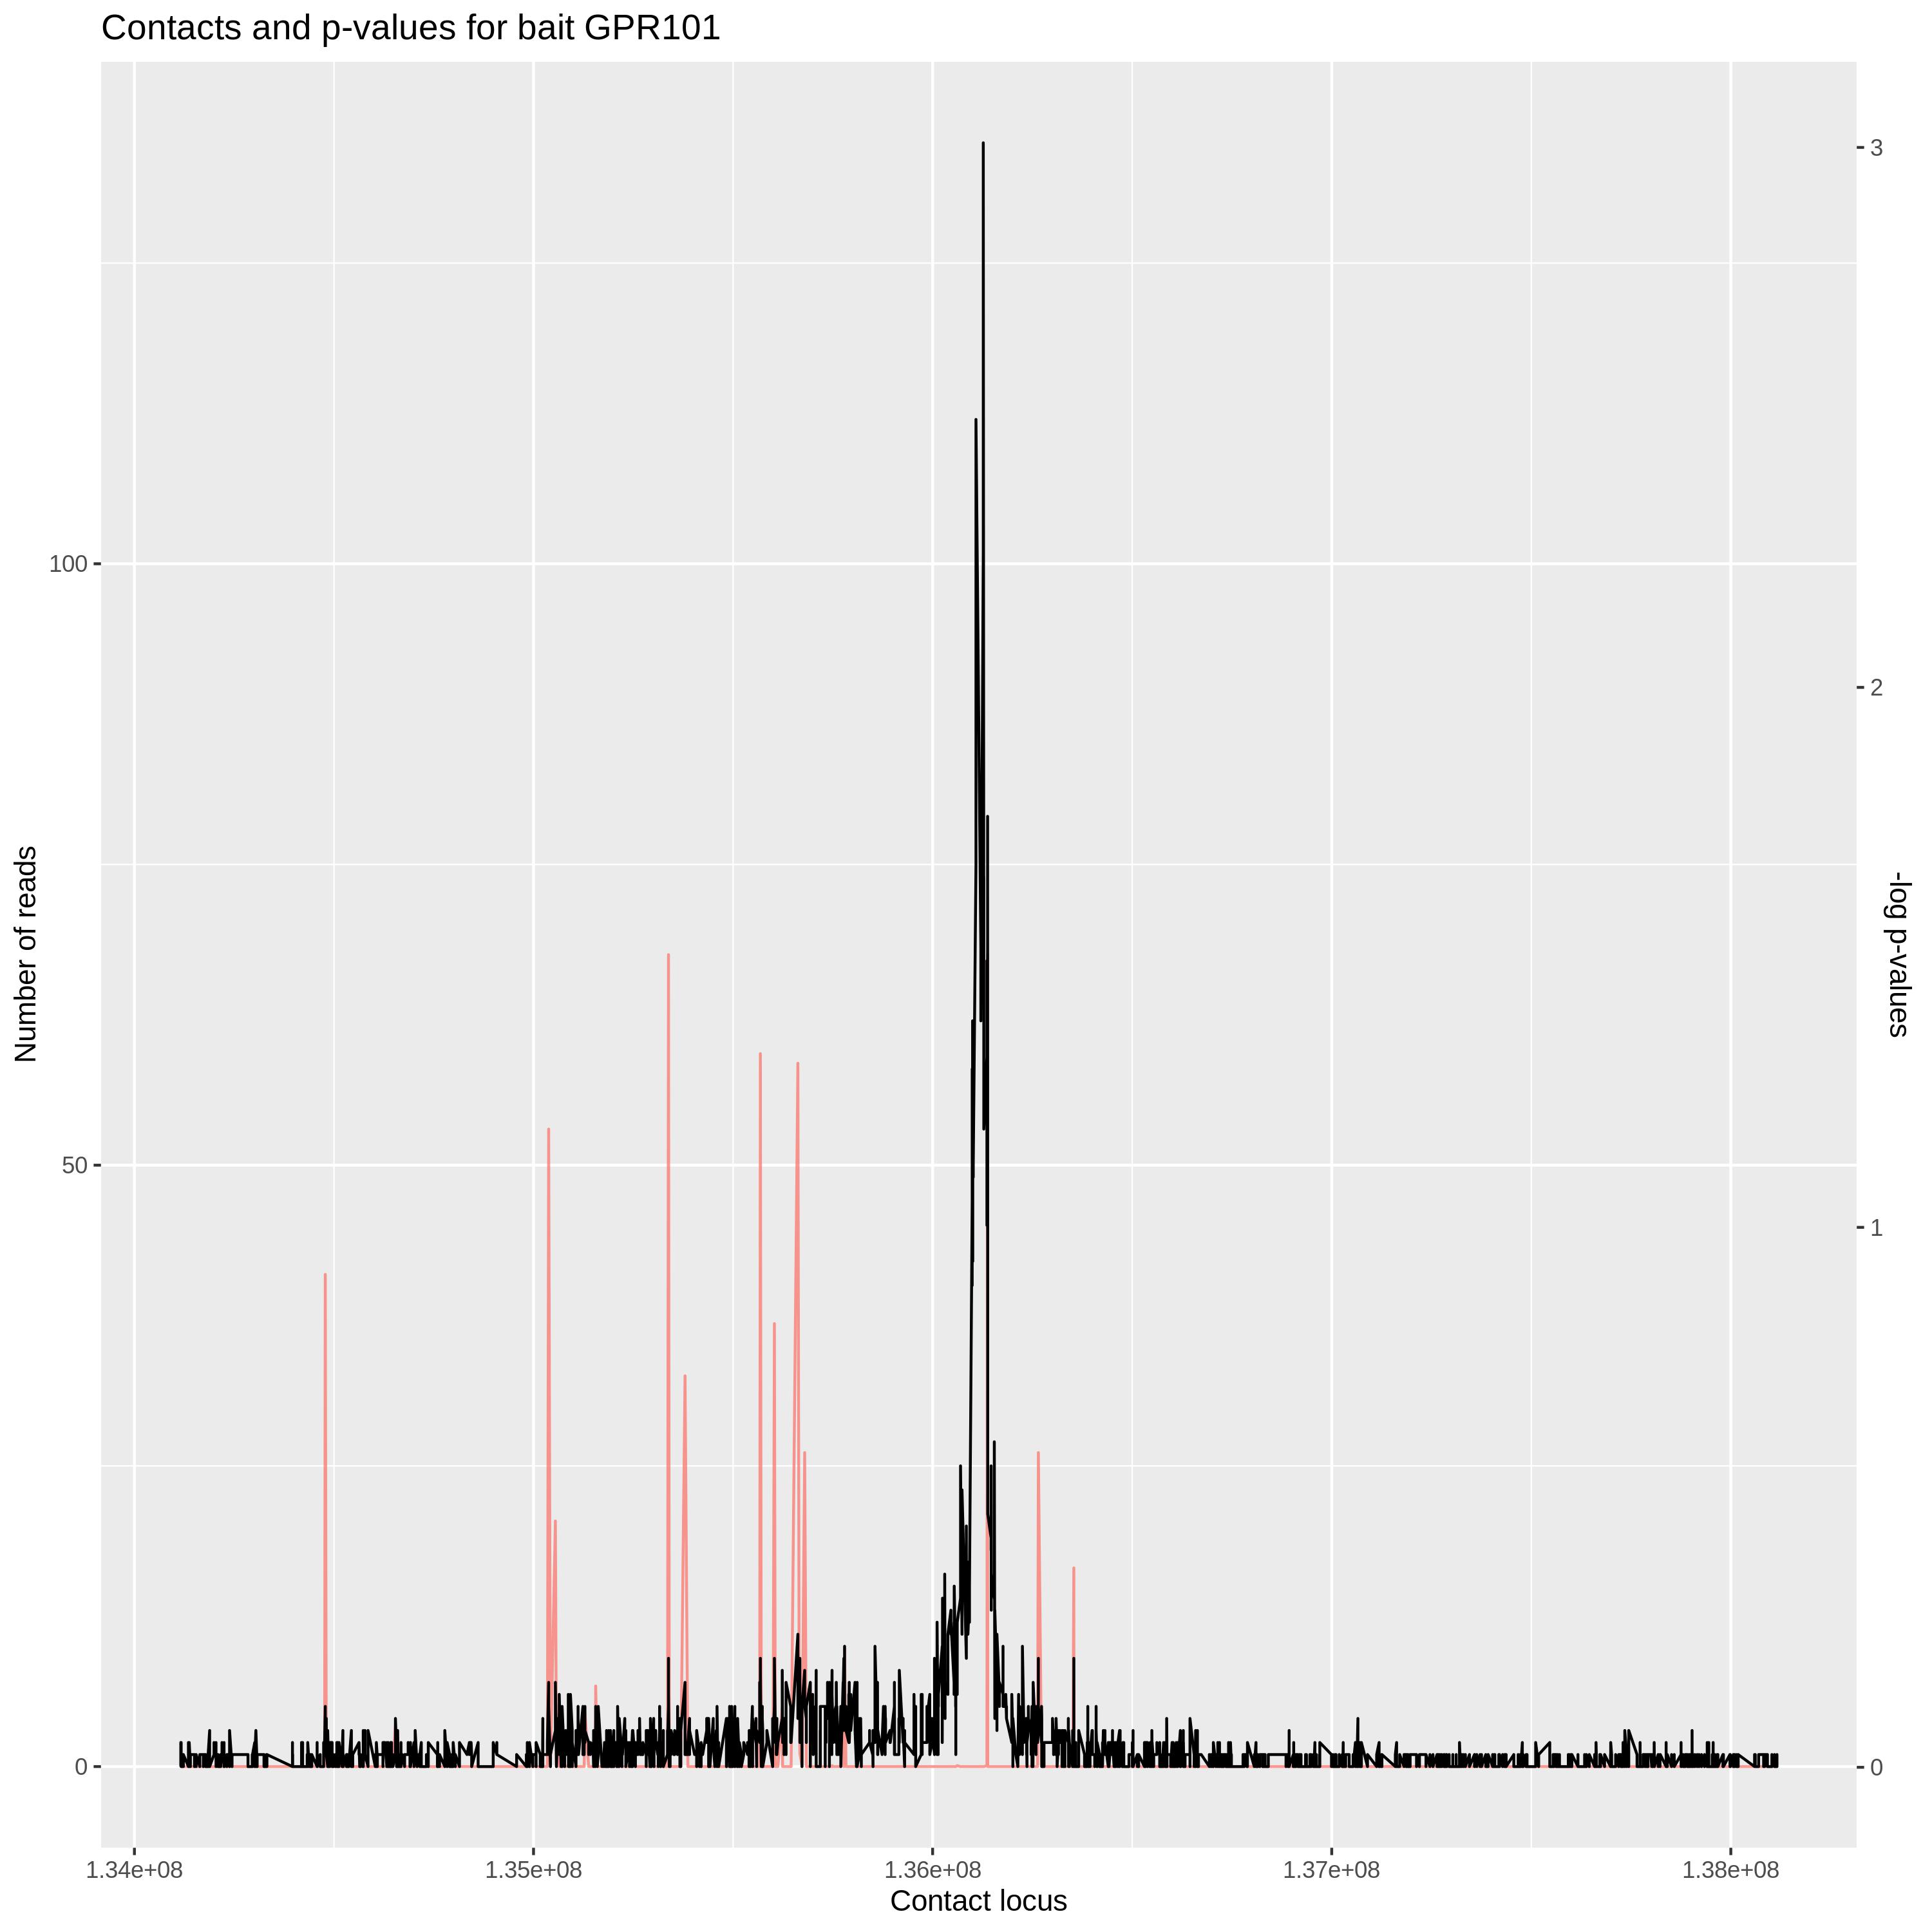 Contacts and p-values for bait GPR101
3
100
2
Number of reads
-log p-values
50
1
0
0
1.34e+08
1.35e+08
1.36e+08
1.37e+08
1.38e+08
Contact locus